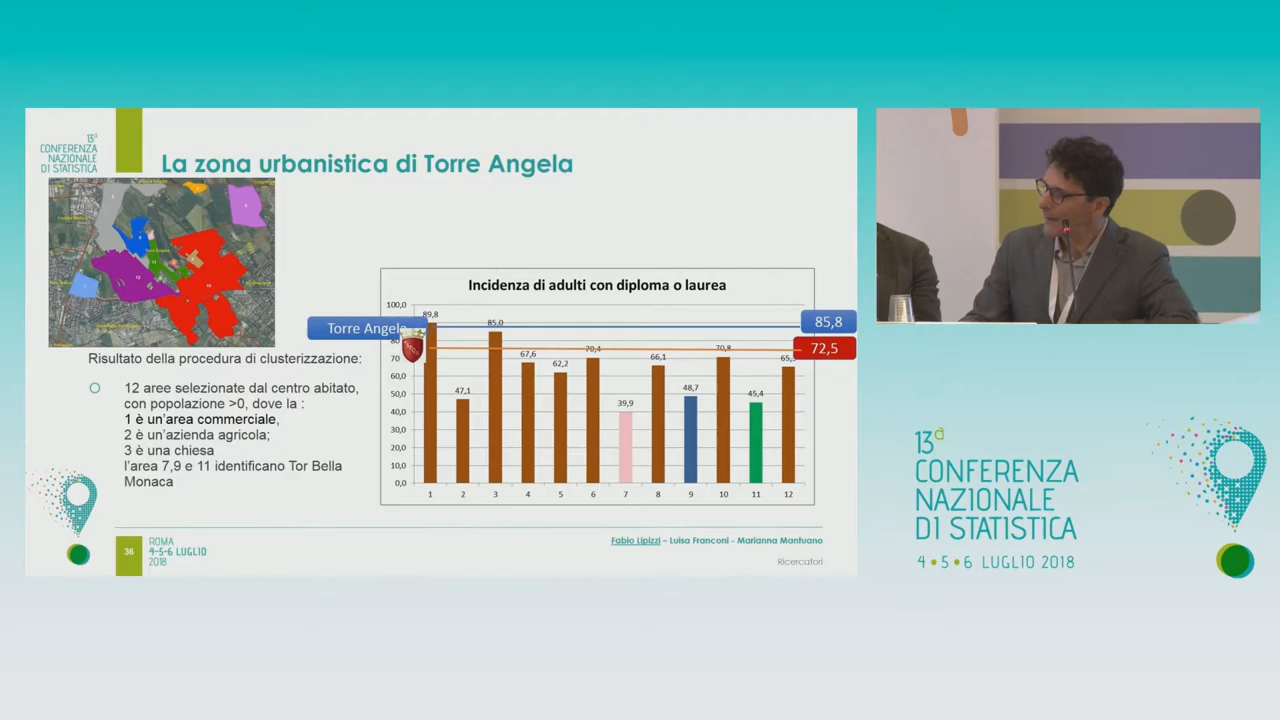 13ª
CONFERENZA
NAZIONALE
DI STATISTICA
La zona urbanistica di Torre Angela
Risultato della procedura di clusterizzazione:
12 aree selezionate dal centro abitato,
con popolazione >0, dove la :
1 è un'area commerciale,
2 è un'azienda agricola;
3 è una chiesa
l'area 7,9 e 11 identificano Tor Bella
Monaca
Incidenza di adulti con diploma o laurea
100,0
80
70
60,0
50,0
40,0
30,0
20,0
10,0
0,0
Torre Angela
85,8
72,5
89,8
47,1
85,0
67,6
62,2
70,4
39,9
66,1
48,7
70,8
45,4
65,
1 2 3 4 5 6 7 8 9 10 11 12
36
ROMA
4-5-6 LUGLIO
2018
Fabio Lipizzi – Luisa Franconi - Marianna Mantuano
Ricercatori
13ª
CONFERENZA
NAZIONALE
DI STATISTICA
4 • 5 • 6 LUGLIO 2018